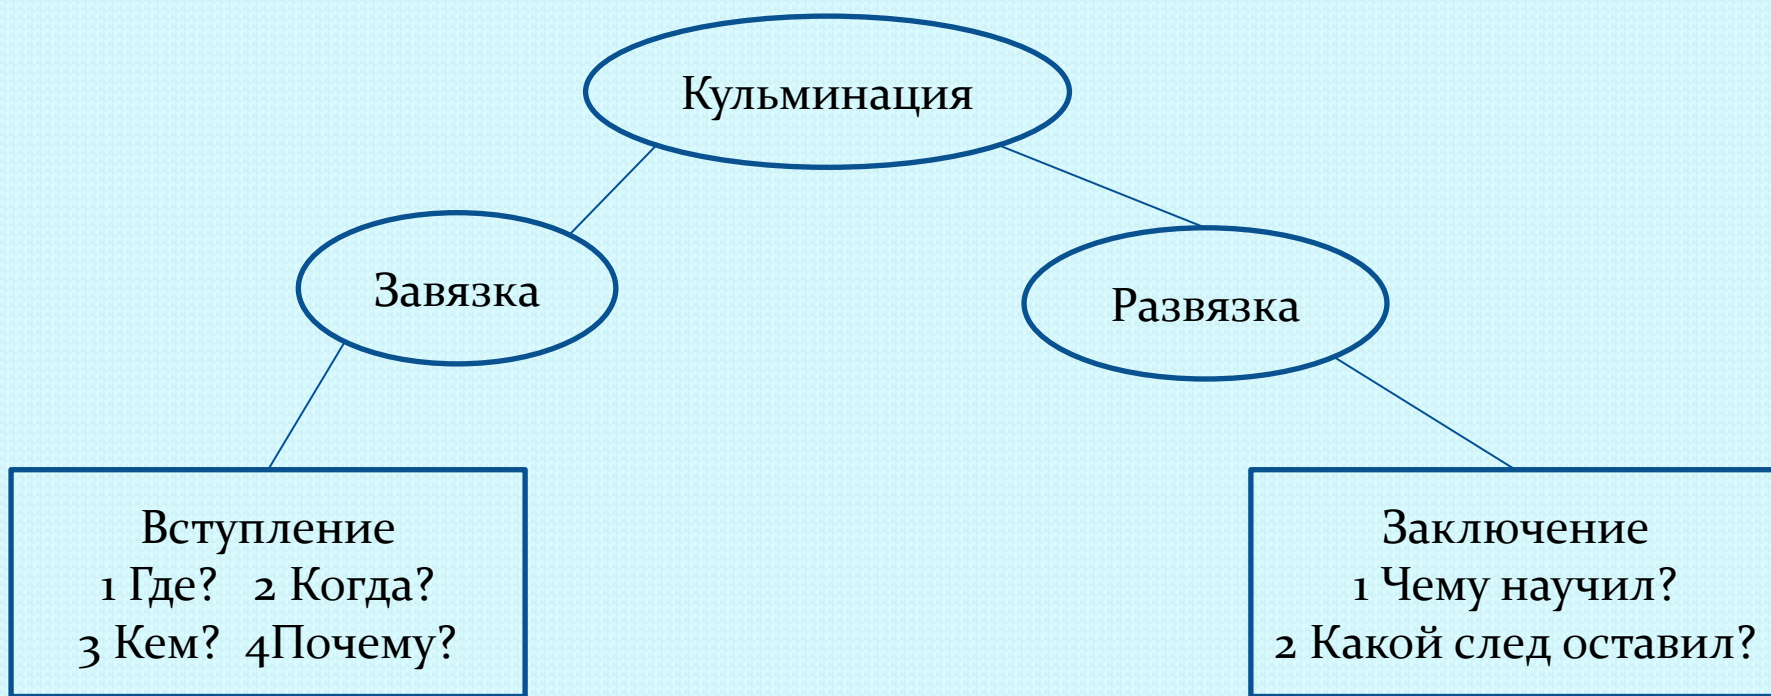 Кульминация
Завязка
Развязка
Вступление
1 Где? 2 Когда?
3 Кем? 4Почему?
Заключение
1 Чему научил?
2 Какой след оставил?